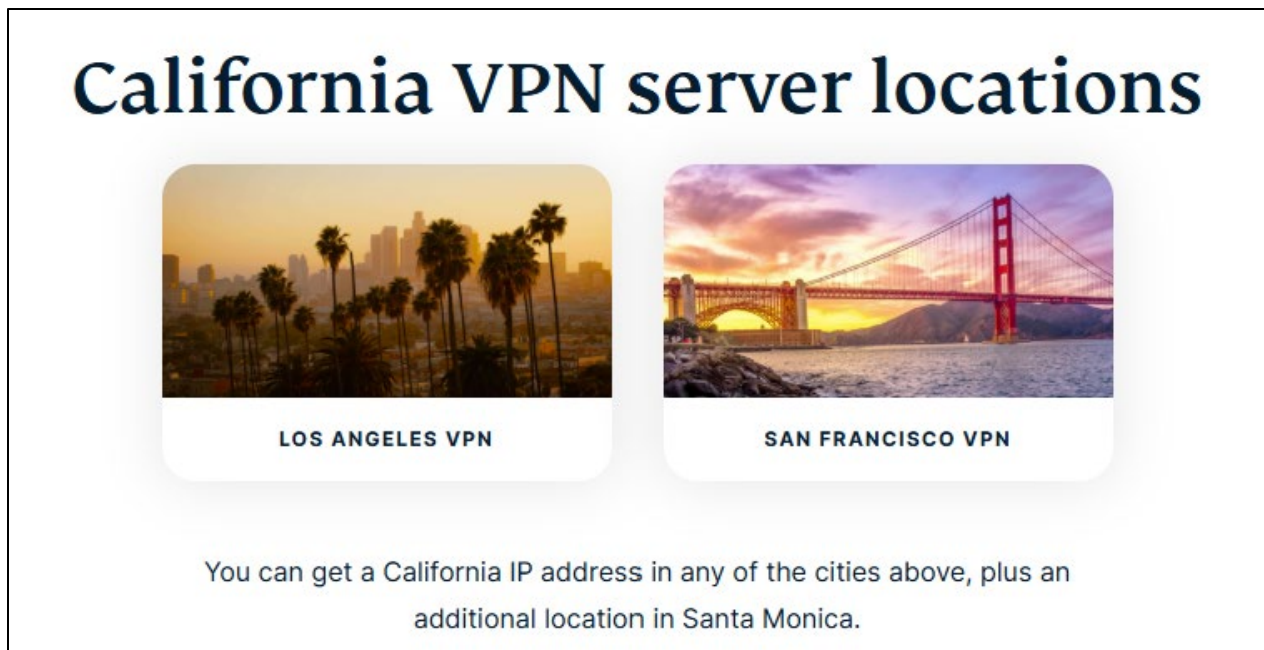 California VPN server locations
LOS ANGELES VPN
SAN FRANCISCO VPN
You can get a California IP address in any of the cities above, plus an
additional location in Santa Monica.